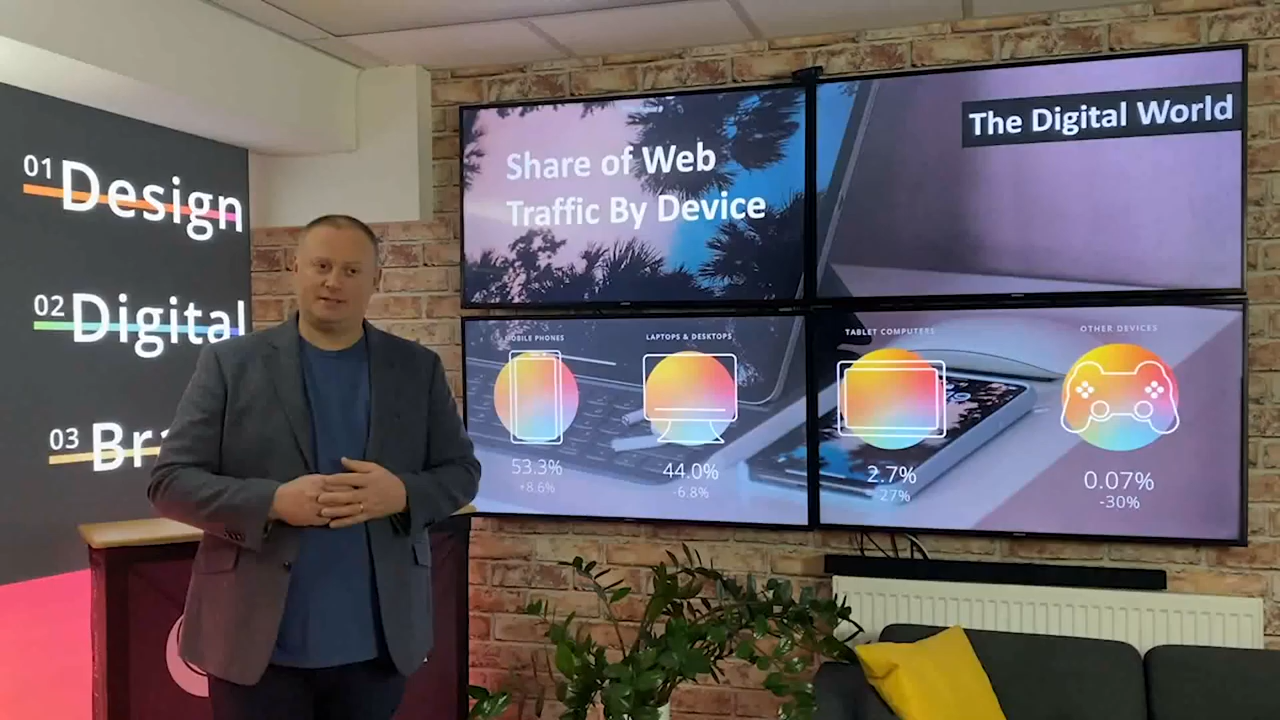 01 Design
02 Digital
03 Bra
Share of Web
Traffic By Device
The Digital World
MOBILE PHONES
LAPTOPS & DESKTOPS
TABLET COMPUTERS
OTHER DEVICES
53.3%
+8.6%
44.0%
-6.8%
2.7%
27%
0.07%
-30%